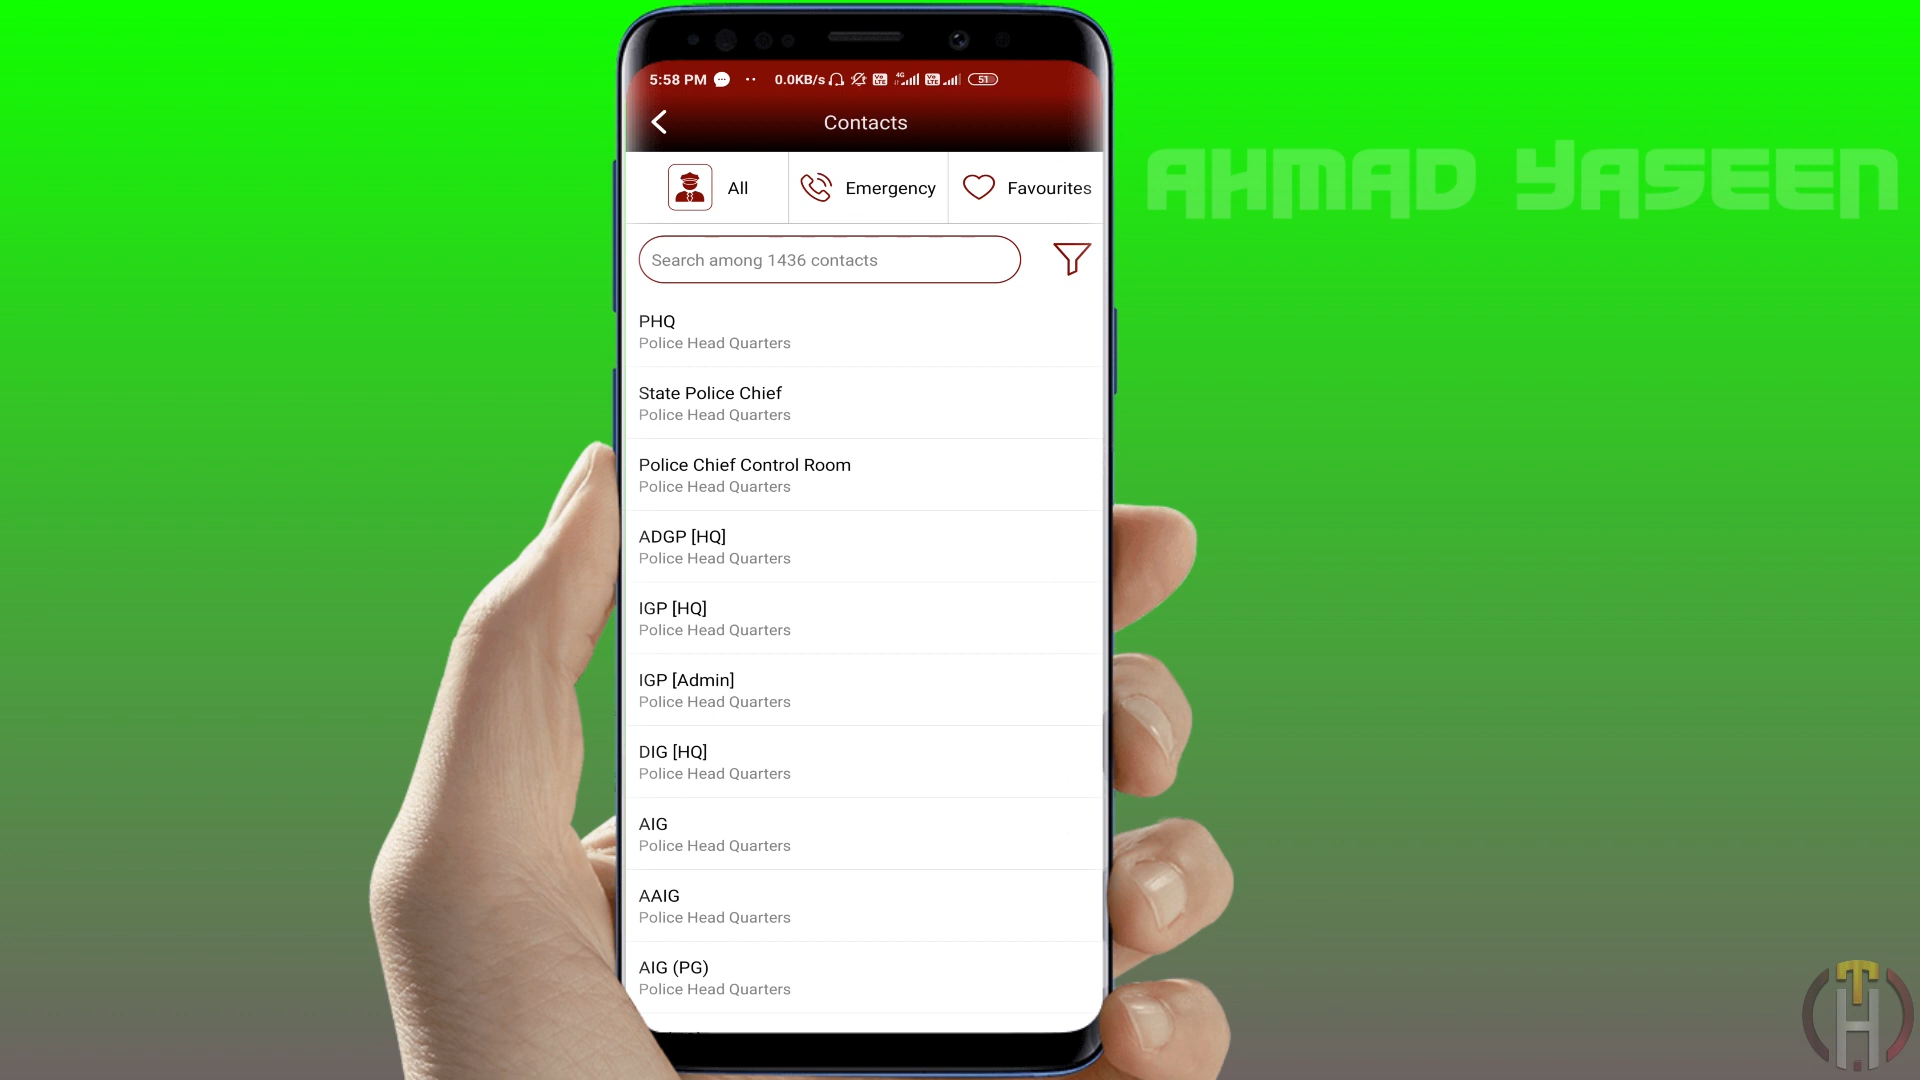 5:58 PM
0.0KB/s
4G
51
Contacts
AHMAD YASEEN
All
Emergency
Favourites
Search among 1436 contacts
PHQ
Police Head Quarters
State Police Chief
Police Head Quarters
Police Chief Control Room
Police Head Quarters
ADGP [HQ]
Police Head Quarters
IGP [HQ]
Police Head Quarters
IGP [Admin]
Police Head Quarters
DIG [HQ]
Police Head Quarters
AIG
Police Head Quarters
AAIG
Police Head Quarters
AIG (PG)
Police Head Quarters